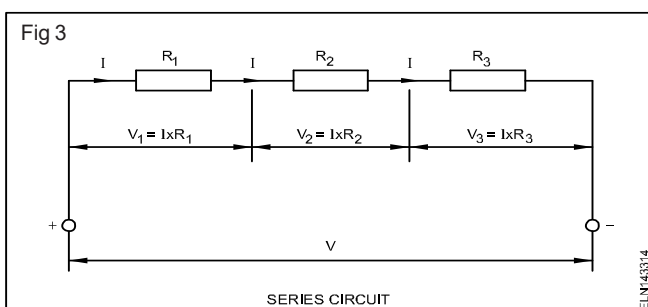 Fig 3
I R₁ I R₂ I R₃
V₁ = IxR₁ V₂ = IxR₂ V₃ = IxR₃
+ −
V
SERIES CIRCUIT
ELN143314